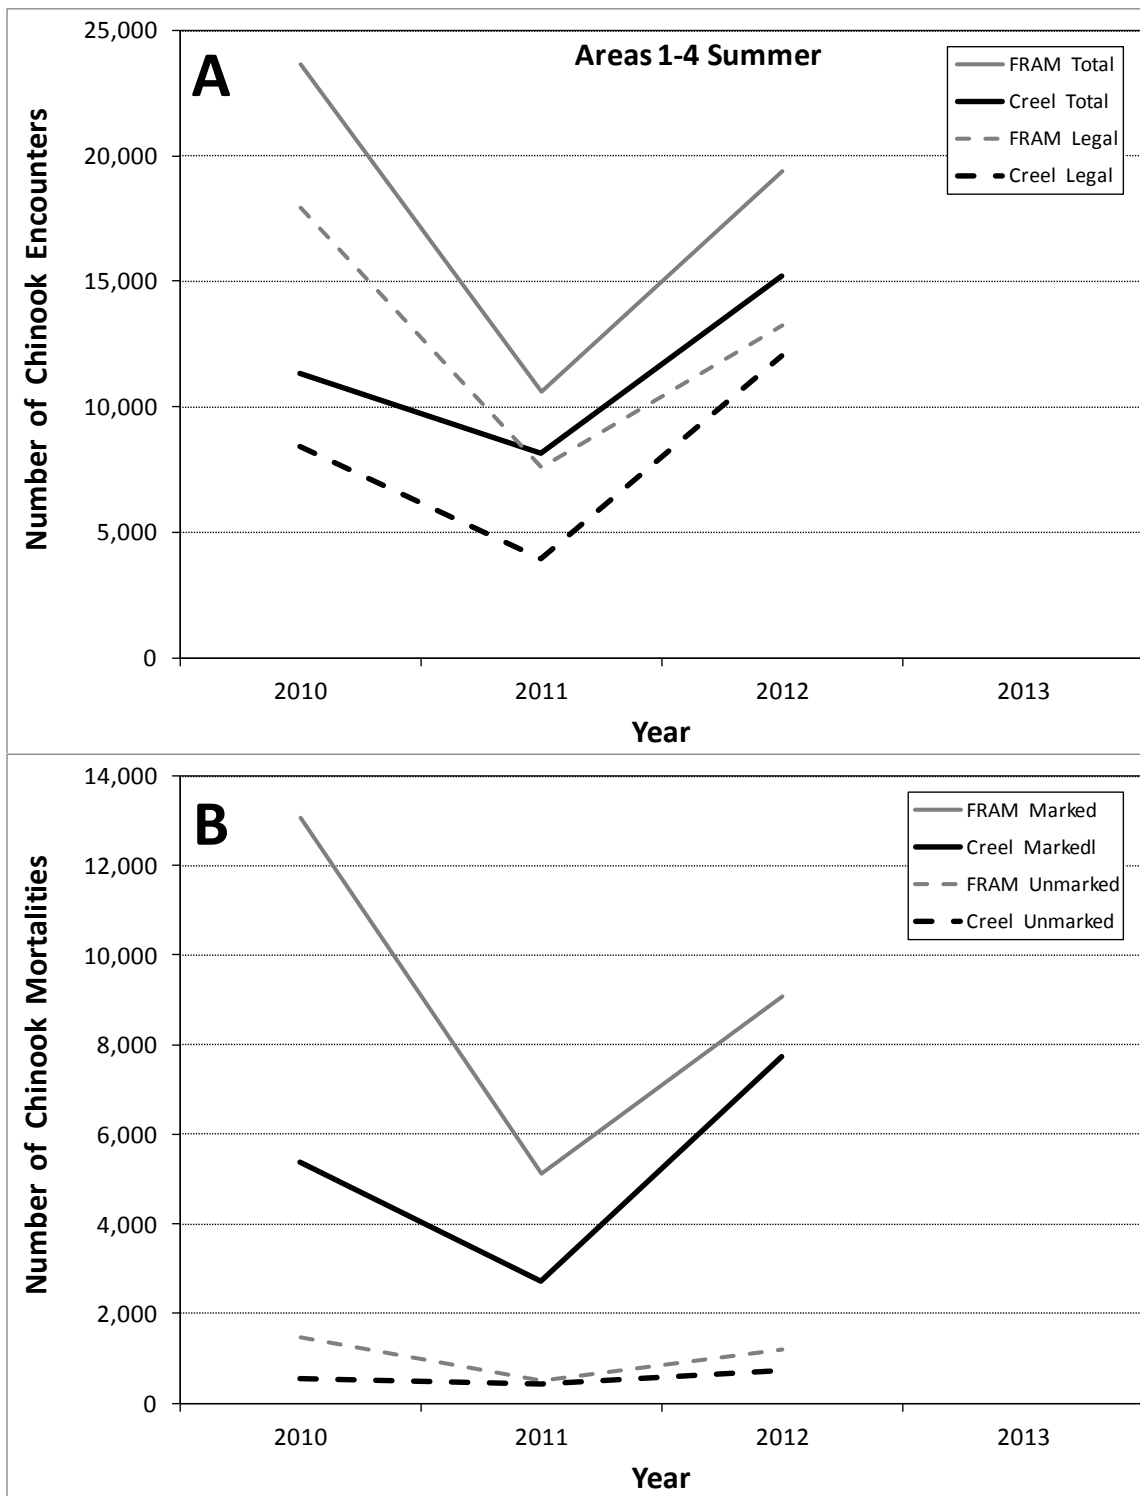 A
Areas 1-4 Summer
FRAM Total
Creel Total
FRAM Legal
Creel Legal
Number of Chinook Encounters
25,000
20,000
15,000
10,000
5,000
0
2010 2011 2012 2013
Year
B
FRAM Marked
Creel Markedl
FRAM Unmarked
Creel Unmarked
Number of Chinook Mortalities
14,000
12,000
10,000
8,000
6,000
4,000
2,000
0
2010 2011 2012 2013
Year